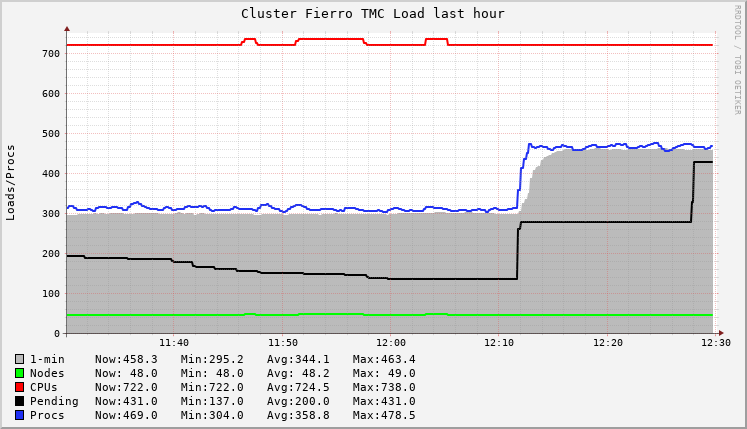 Cluster Fierro TMC Load last hour
RRDTOOL / TOBI OETIKER
Loads/Procs
700
600
500
400
300
200
100
0
11:40 11:50 12:00 12:10 12:20 12:30
1-min Now:458.3 Min:295.2 Avg:344.1 Max:463.4
Nodes Now: 48.0 Min: 48.0 Avg: 48.2 Max: 49.0
CPUs Now:722.0 Min:722.0 Avg:724.5 Max:738.0
Pending Now:431.0 Min:137.0 Avg:200.0 Max:431.0
Procs Now:469.0 Min:304.0 Avg:358.8 Max:478.5